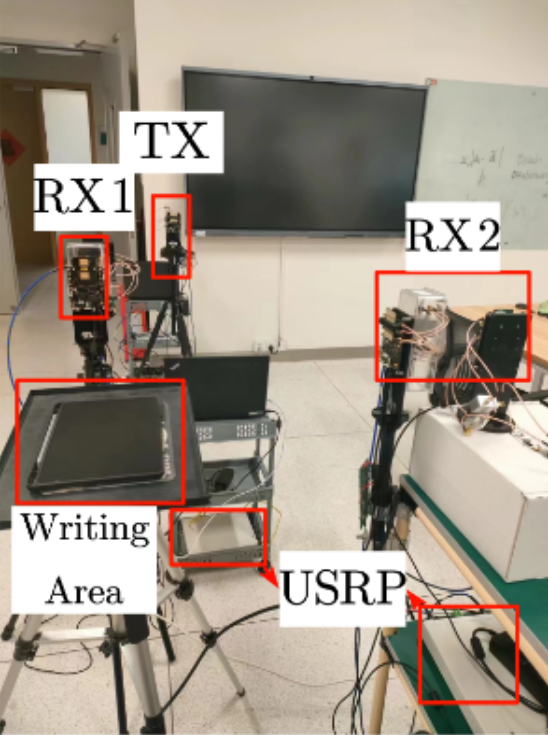 TX
RX1
RX2
Writing
Area
USRP